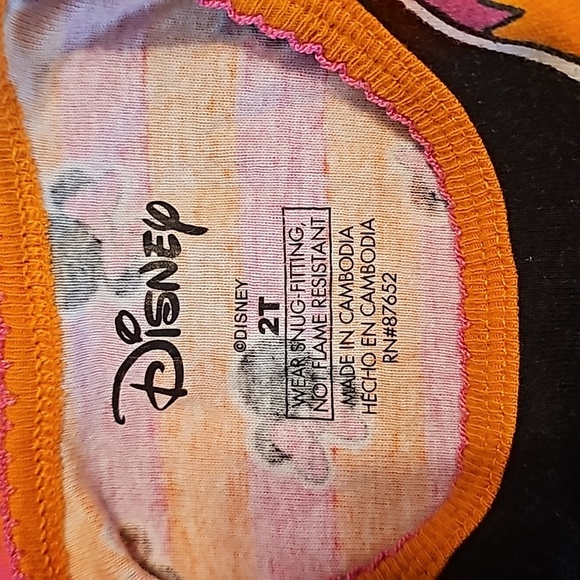 Disney
©DISNEY
2T
WEAR SNUG-FITTING,
NOT FLAME RESISTANT
MADE IN CAMBODIA
HECHO EN CAMBODIA
RN#87652